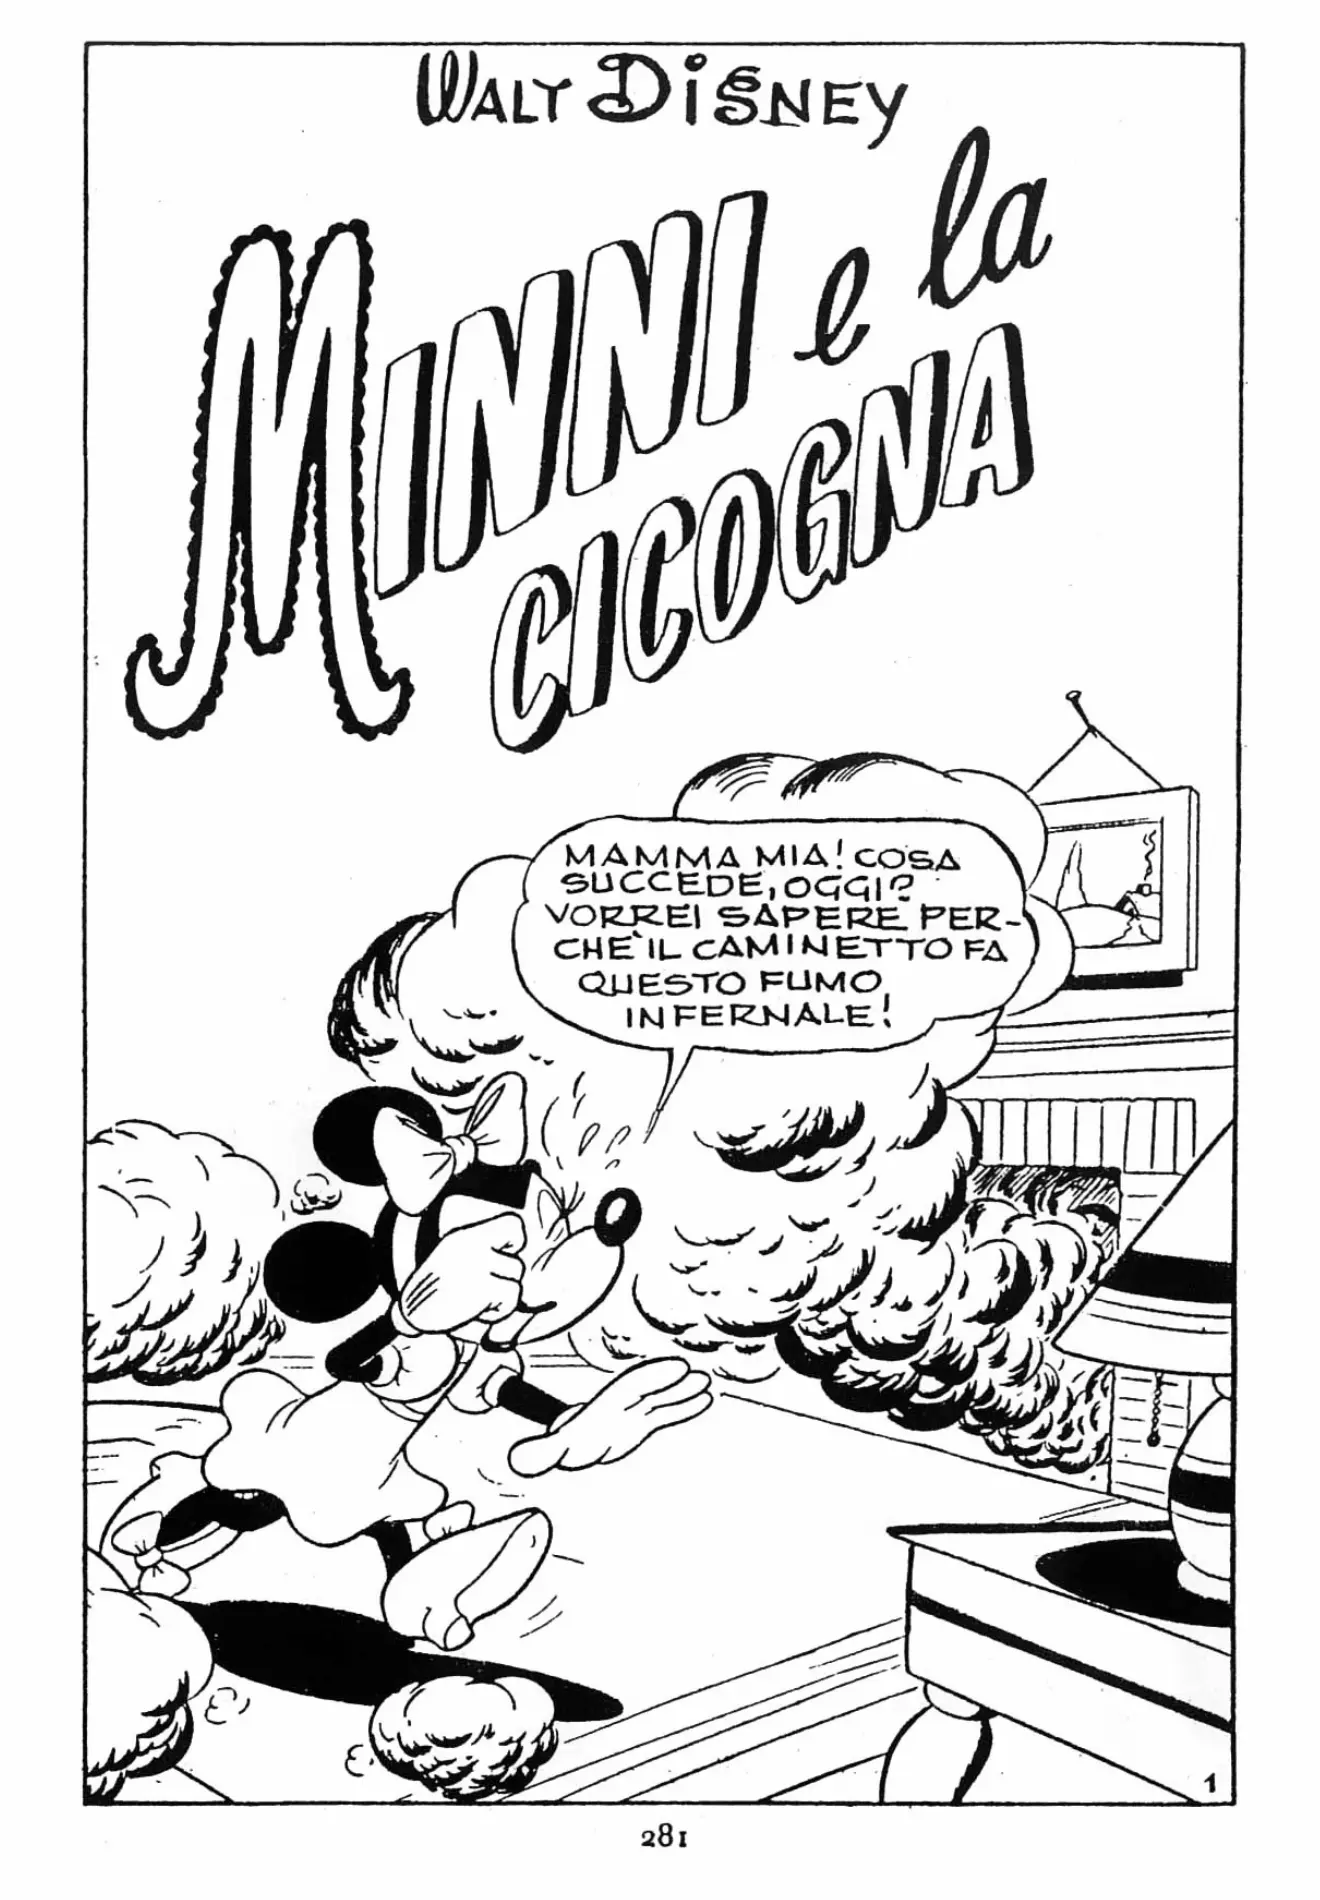 WALT DISNEY
MINNI e la
CICOGNA
MAMMA MIA! COSA
SUCCEDE, OGGI?
VORREI SAPERE PER-
CHE' IL CAMINETTO FA
QUESTO FUMO
INFERNALE!
1
281